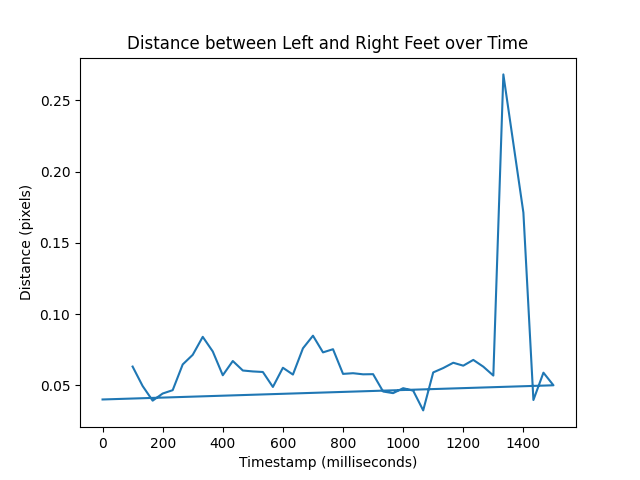 Distance between Left and Right Feet over Time
0.25
0.20
0.15
0.10
0.05
Distance (pixels)
0 200 400 600 800 1000 1200 1400
Timestamp (milliseconds)